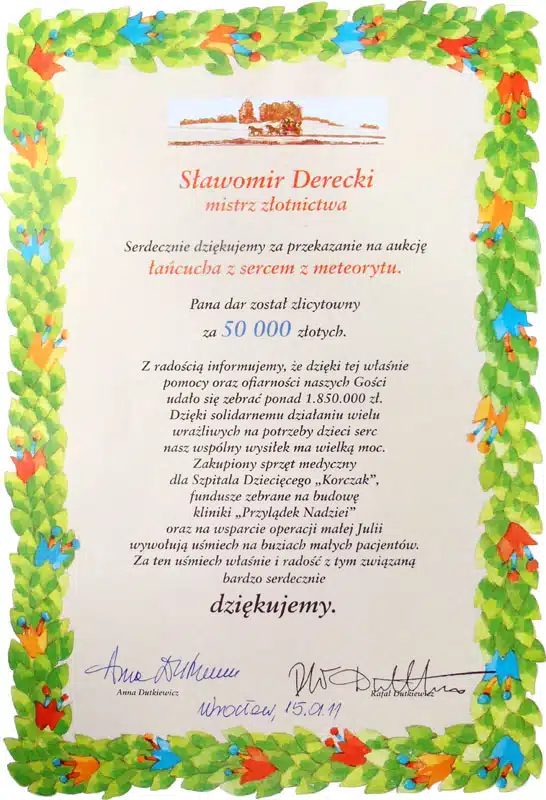 Sławomir Derecki
mistrz złotnictwa
Serdecznie dziękujemy za przekazanie na aukcję
łańcucha z sercem z meteorytu.
Pana dar został zlicytowny
za 50 000 złotych.
Z radością informujemy, że dzięki tej właśnie
pomocy oraz ofiarności naszych Gości
udało się zebrać ponad 1.850.000 zł.
Dzięki solidarnemu działaniu wielu
wrażliwych na potrzeby dzieci serc
nasz wspólny wysiłek ma wielką moc.
Zakupiony sprzęt medyczny
dla Szpitala Dziecięcego „Korczak”,
fundusze zebrane na budowę
kliniki „Przylądek Nadziei”
oraz na wsparcie operacji małej Julii
wywołują uśmiech na buziach małych pacjentów.
Za ten uśmiech właśnie i radość z tym związaną
bardzo serdecznie
dziękujemy.
Anna Dutkiewicz
Rafał Dutkiewicz
Wrocław, 15.01.11